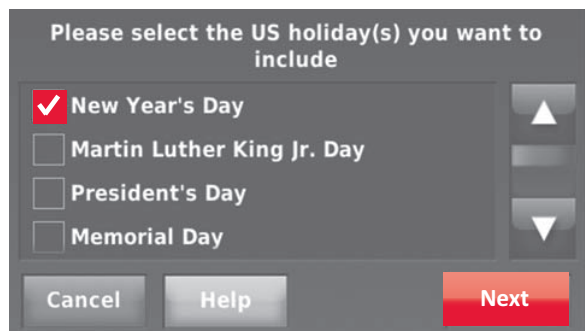 Please select the US holiday(s) you want to
include
New Year's Day
Martin Luther King Jr. Day
President's Day
Memorial Day
Cancel
Help
Next